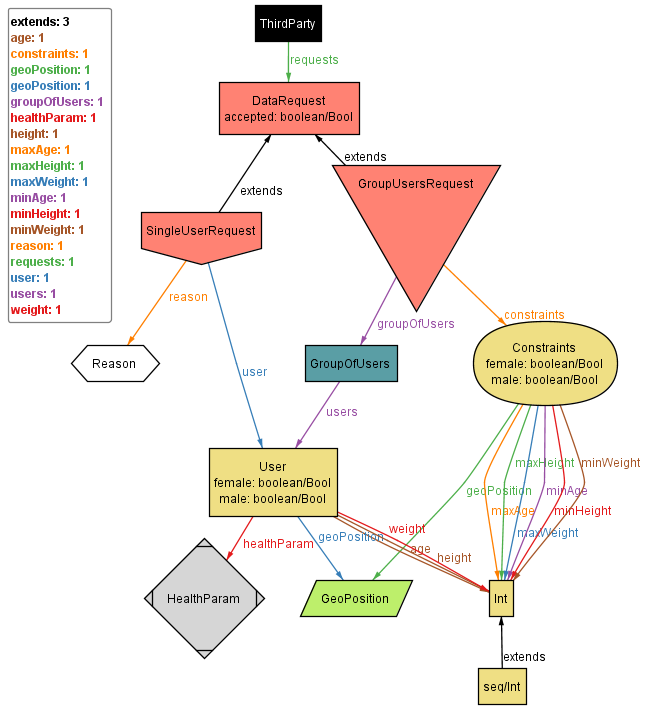 extends: 3
age: 1
constraints: 1
geoPosition: 1
geoPosition: 1
groupOfUsers: 1
healthParam: 1
height: 1
maxAge: 1
maxHeight: 1
maxWeight: 1
minAge: 1
minHeight: 1
minWeight: 1
reason: 1
requests: 1
user: 1
users: 1
weight: 1
ThirdParty
requests
DataRequest
accepted: boolean/Bool
extends
extends
GroupUsersRequest
SingleUserRequest
reason
constraints
groupOfUsers
Reason
user
GroupOfUsers
Constraints
female: boolean/Bool
male: boolean/Bool
users
User
female: boolean/Bool
male: boolean/Bool
maxHeight
minWeight
geoPosition
minAge
maxAge
minHeight
weight
maxWeight
geoPosition
healthParam
age
height
HealthParam
GeoPosition
Int
extends
seq/Int